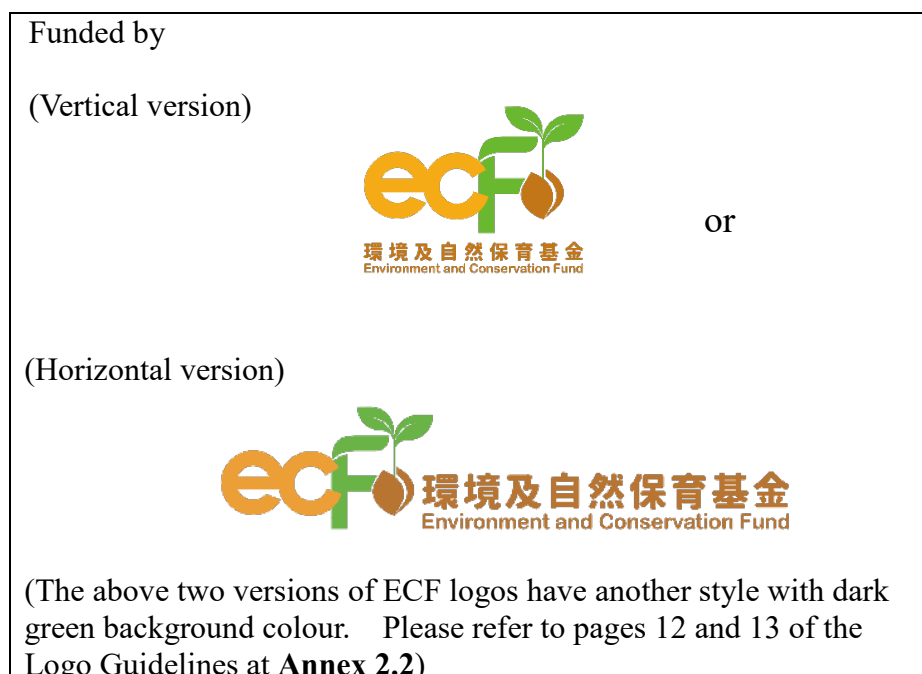 Funded by
(Vertical version)
ecf
環境及自然保育基金
Environment and Conservation Fund
or
(Horizontal version)
ecf
環境及自然保育基金
Environment and Conservation Fund
(The above two versions of ECF logos have another style with dark
green background colour. Please refer to pages 12 and 13 of the
Logo Guidelines at Annex 2.2)